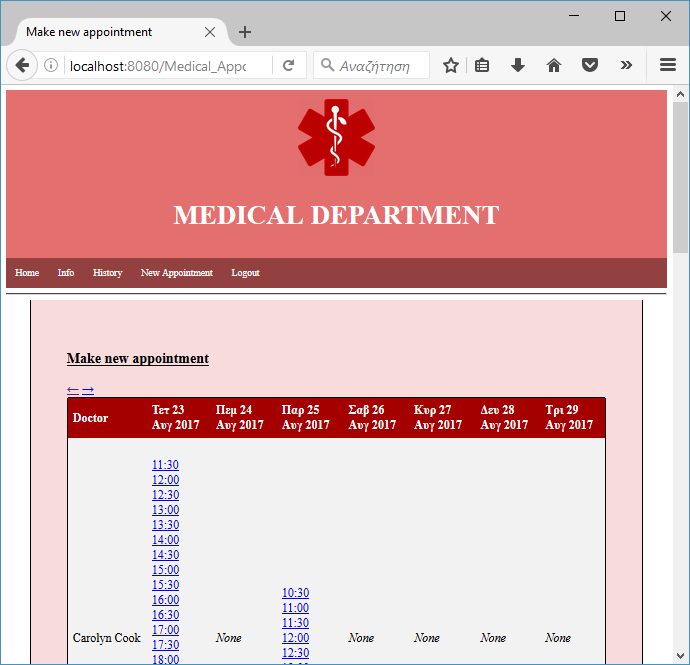 Make new appointment
localhost:8080/Medical_Appo
Αναζήτηση
MEDICAL DEPARTMENT
Home Info History New Appointment Logout
Make new appointment
← →
Doctor Τετ 23 Αυγ 2017 Πεμ 24 Αυγ 2017 Παρ 25 Αυγ 2017 Σαβ 26 Αυγ 2017 Κυρ 27 Αυγ 2017 Δευ 28 Αυγ 2017 Τρι 29 Αυγ 2017
11:30
12:00
12:30
13:00
13:30
14:00
14:30
15:00
15:30
16:00 10:30
16:30 11:00
17:00 11:30
Carolyn Cook 17:30 None 12:00 None None None None
18:00 12:30